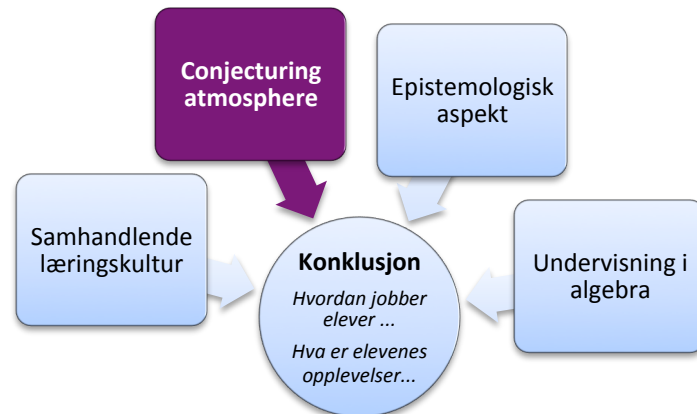 Conjecturing
atmosphere
Epistemologisk
aspekt
Samhandlende
læringskultur
Undervisning i
algebra
Konklusjon
Hvordan jobber
elever ...
Hva er elevenes
opplevelser...